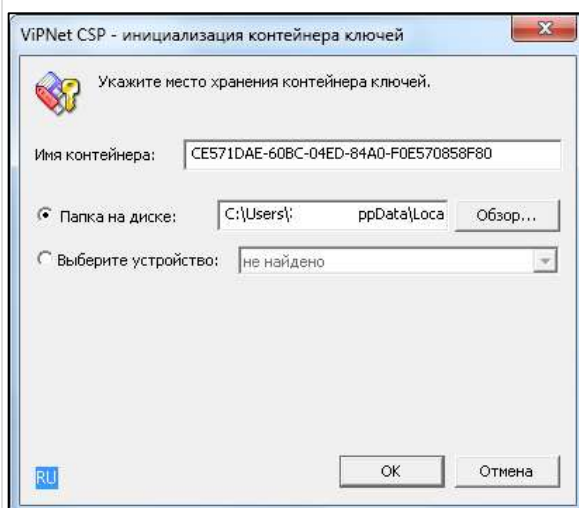 ViPNet CSP - инициализация контейнера ключей
Укажите место хранения контейнера ключей.
Имя контейнера: CE571DAE-60BC-04ED-84A0-F0E570858F80
Папка на диске: C:\Users\: ppData\Loca Обзор...
Выберите устройство: не найдено
RU OK Отмена